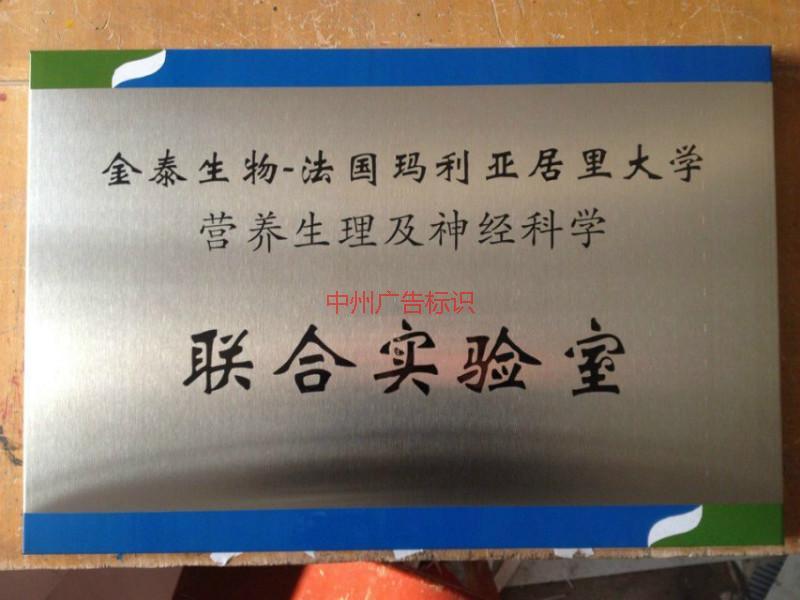 金泰生物-法国玛利亚居里大学
营养生理及神经科学
中州广告标识
联合实验室